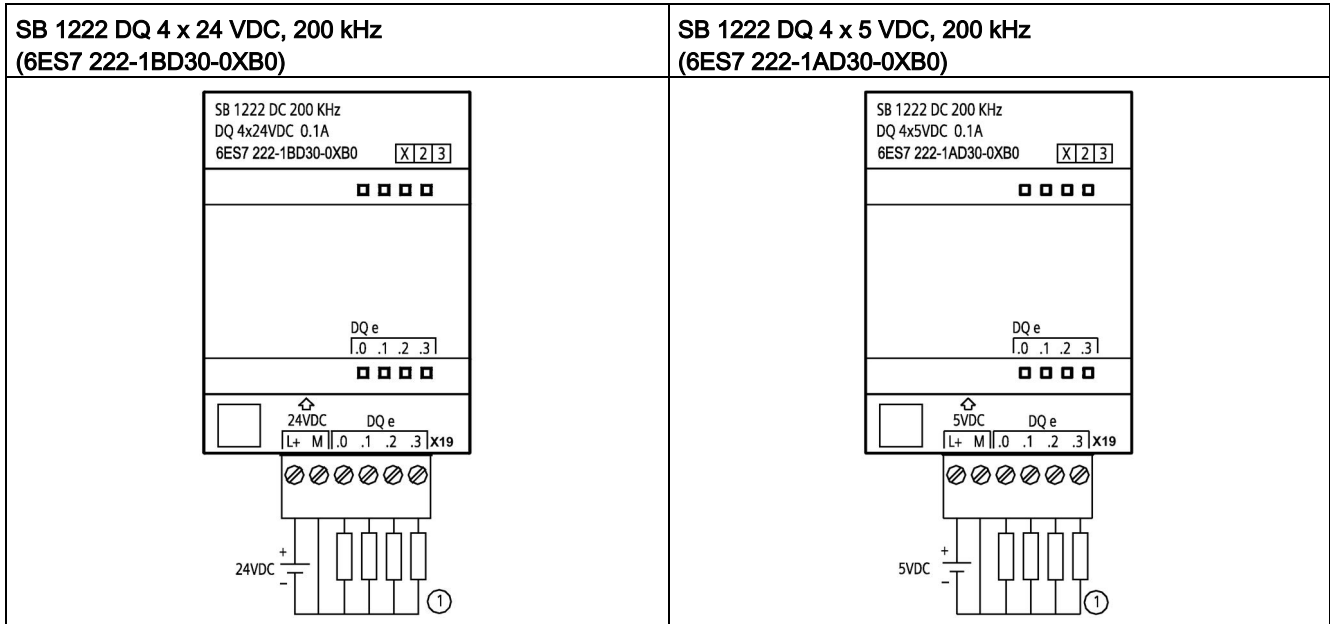 SB 1222 DQ 4 x 24 VDC, 200 kHz
(6ES7 222-1BD30-0XB0)
SB 1222 DC 200 KHz
DQ 4x24VDC 0.1A
6ES7 222-1BD30-0XB0 X 2 3
DQ e
.0 .1 .2 .3
24VDC DQ e
L+ M .0 .1 .2 .3 X19
+
24VDC
−
1
SB 1222 DQ 4 x 5 VDC, 200 kHz
(6ES7 222-1AD30-0XB0)
SB 1222 DC 200 KHz
DQ 4x5VDC 0.1A
6ES7 222-1AD30-0XB0 X 2 3
DQ e
.0 .1 .2 .3
5VDC DQ e
L+ M .0 .1 .2 .3 X19
+
5VDC
−
1